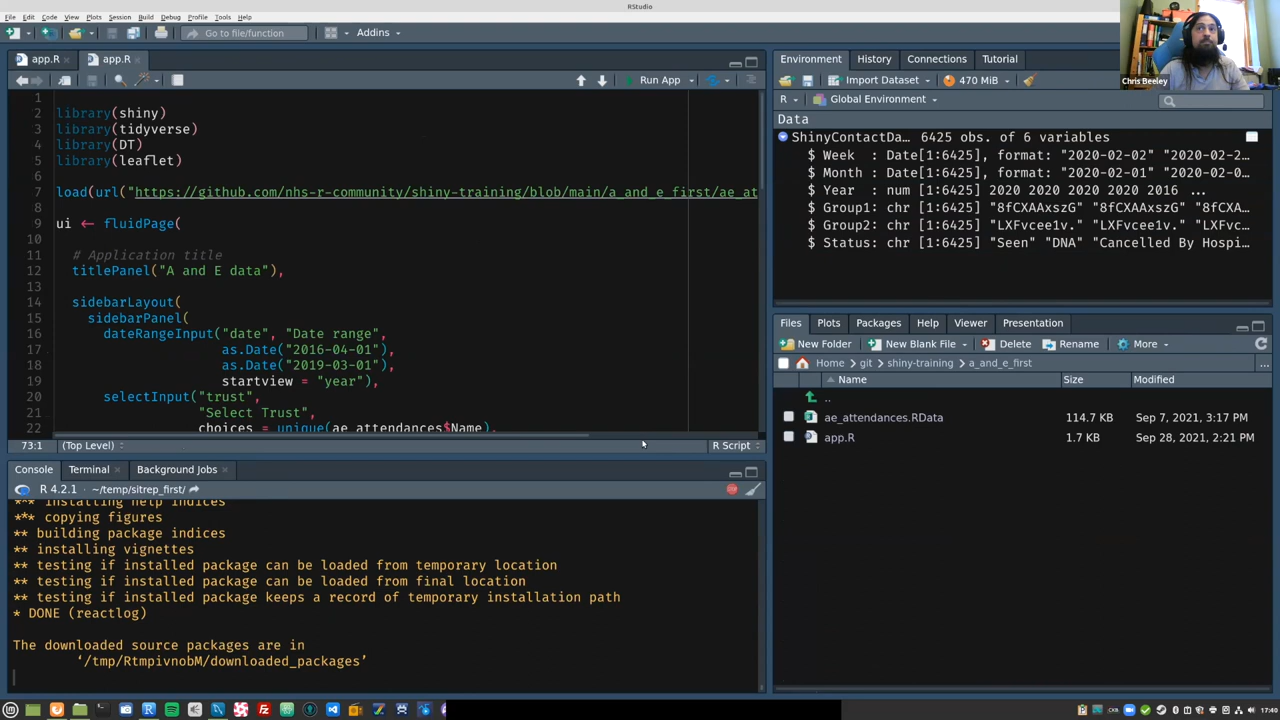 RStudio
File Edit Code View Plots Session Build Debug Profile Tools Help
Go to file/function
Addins
app.R
app.R
Run App
1
2 library(shiny)
3 library(tidyverse)
4 library(DT)
5 library(leaflet)
6
7 load(url("https://github.com/nhs-r-community/shiny-training/blob/main/a_and_e_first/ae_at
8
9 ui ← fluidPage(
10
11 # Application title
12 titlePanel("A and E data"),
13
14 sidebarLayout(
15 sidebarPanel(
16 dateRangeInput("date", "Date range",
17 as.Date("2016-04-01"),
18 as.Date("2019-03-01"),
19 startview = "year"),
20 selectInput("trust",
21 "Select Trust",
22 choices = unique(ae_attendances$Name),
73:1 (Top Level) R Script
Console Terminal Background Jobs
R 4.2.1 · ~/temp/sitrep_first/
*** installing help indices
*** copying figures
** building package indices
** installing vignettes
** testing if installed package can be loaded from temporary location
** testing if installed package can be loaded from final location
** testing if installed package keeps a record of temporary installation path
* DONE (reactlog)
The downloaded source packages are in
‘/tmp/RtmpivnobM/downloaded_packages’
Environment History Connections Tutorial
Import Dataset 470 MiB
R Global Environment
Data
ShinyContactDa… 6425 obs. of 6 variables
$ Week : Date[1:6425], format: "2020-02-02" "2020-02-2…
$ Month : Date[1:6425], format: "2020-02-01" "2020-02-0…
$ Year : num [1:6425] 2020 2020 2020 2020 2016 ...
$ Group1: chr [1:6425] "8fCXAAxszG" "8fCXAAxszG" "8fCXA…
$ Group2: chr [1:6425] "LXFvcee1v." "LXFvcee1v." "LXFvc…
$ Status: chr [1:6425] "Seen" "DNA" "Cancelled By Hospi…
Files Plots Packages Help Viewer Presentation
New Folder New Blank File Delete Rename More
Home git shiny-training a_and_e_first ...
Name Size Modified
..
ae_attendances.RData 114.7 KB Sep 7, 2021, 3:17 PM
app.R 1.7 KB Sep 28, 2021, 2:21 PM
Chris Beeley
17:40